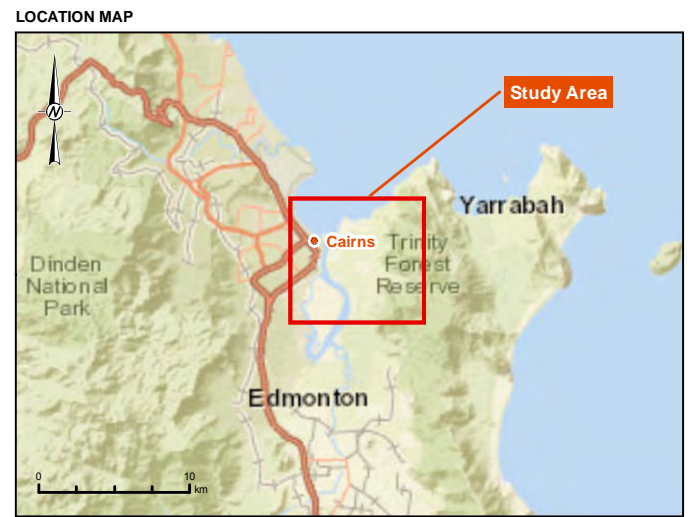 LOCATION MAP
N
Study Area
Yarrabah
Cairns
Trinity
Forest
Reserve
Dinden
National
Park
Edmonton
0 10
km